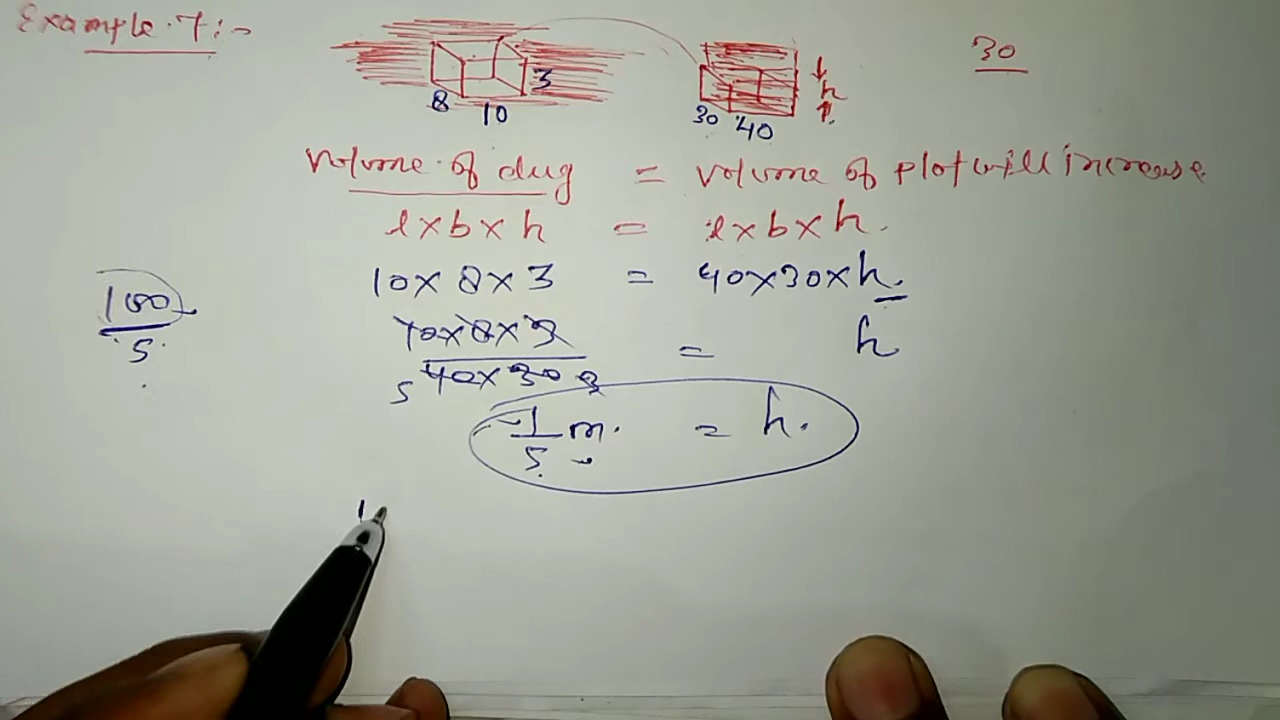 Example.7:-
30
8 10 3
30 40 h
Volume of dug = volume of plot will increase
l×b×h = l×b×h.
10×8×3 = 40×30×h.
10×8×3 = h
40×30
5
1/5 m. = h.
100
5